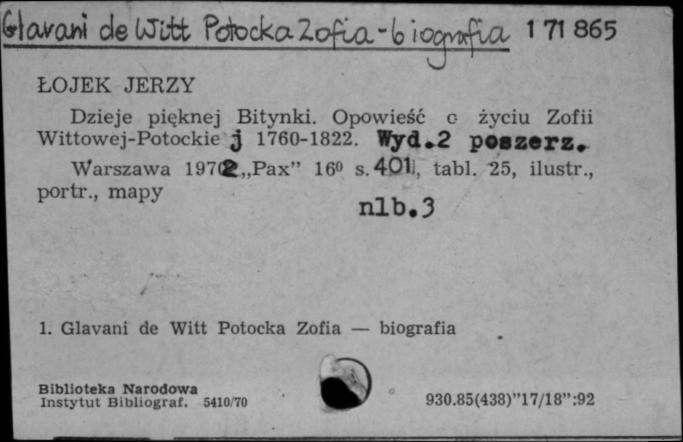 Glavani de Witt Potocka Zofia - biografia 171 865
ŁOJEK JERZY
Dzieje pięknej Bitynki. Opowieść o życiu Zofii
Wittowej-Potockiej 1760-1822. Wyd.2 poszerz.
Warszawa 1972 „Pax” 16⁰ s. 401, tabl. 25, ilustr.,
portr., mapy
nlb.3
1. Glavani de Witt Potocka Zofia — biografia
Biblioteka Narodowa
Instytut Bibliograf. 5410/70
930.85(438)”17/18”:92